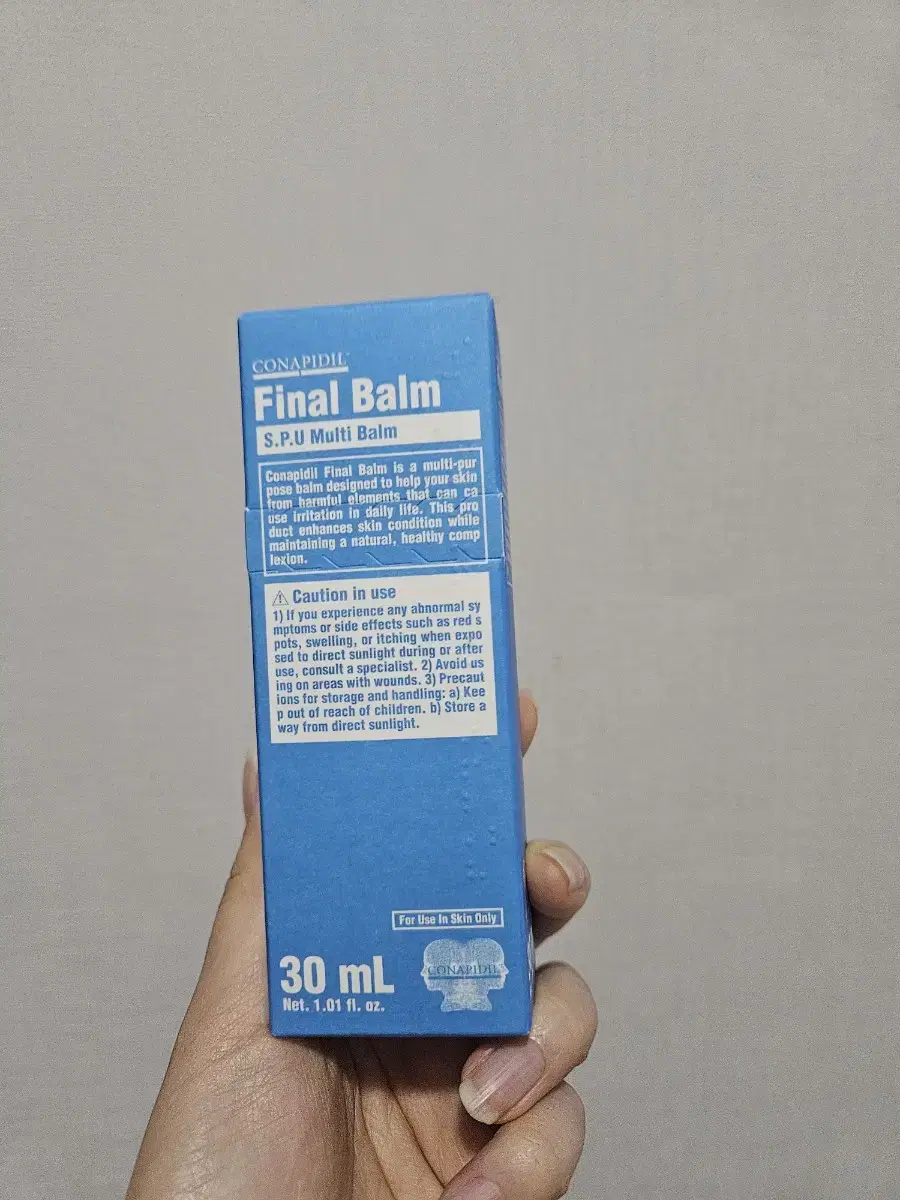 CONAPIDIL
Final Balm
S.P.U Multi Balm
Conapidil Final Balm is a multi-pur
pose balm designed to help your skin
from harmful elements that can ca
use irritation in daily life. This pro
duct enhances skin condition while
maintaining a natural, healthy comp
lexion.
⚠ Caution in use
1) If you experience any abnormal sy
mptoms or side effects such as red s
pots, swelling, or itching when expo
sed to direct sunlight during or after
use, consult a specialist. 2) Avoid us
ing on areas with wounds. 3) Precaut
ions for storage and handling: a) Kee
p out of reach of children. b) Store a
way from direct sunlight.
For Use In Skin Only
30 mL
Net. 1.01 fl. oz.
CONAPIDIL